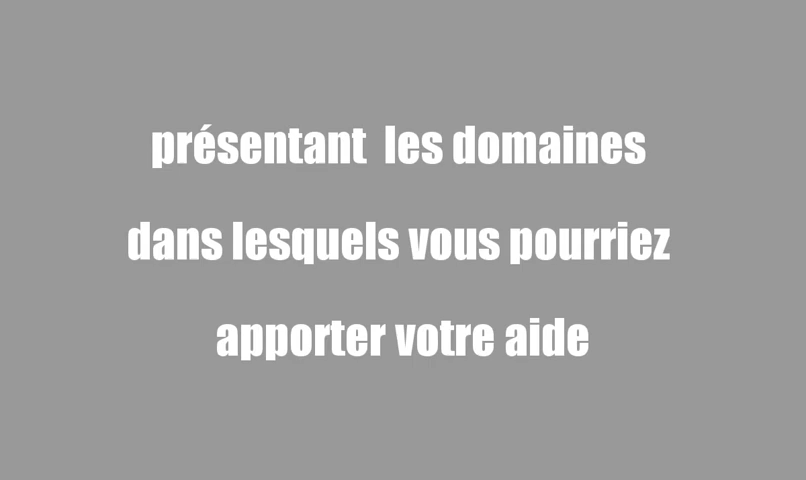 présentant  les domaines
dans lesquels vous pourriez
apporter votre aide